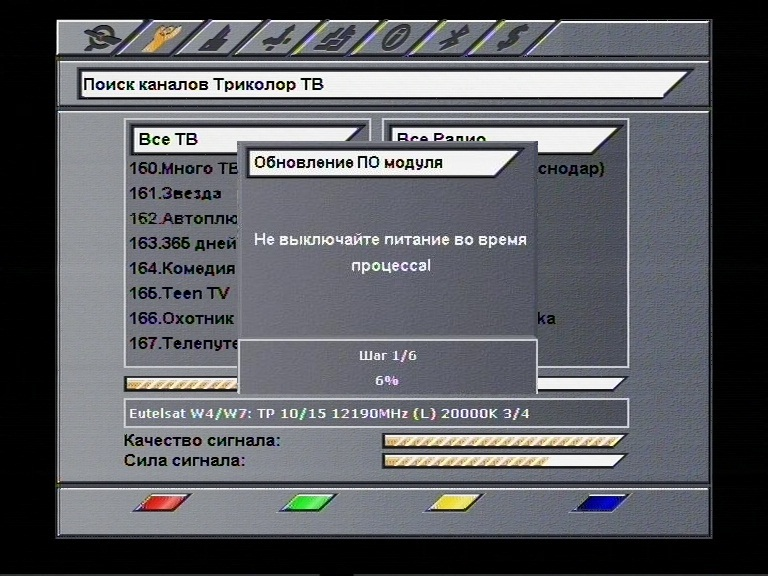 Поиск каналов Триколор ТВ
Все ТВ
Все Радио
160.Много ТВ
161.Звезда
162.Автоплю
163.365 дней
164.Комедия
165.Teen TV
166.Охотник
167.Телепуте
снодар)
ka
Обновление ПО модуля
Не выключайте питание во время
процесса!
Шаг 1/6
6%
Eutelsat W4/W7: TP 10/15 12190MHz (L) 20000K 3/4
Качество сигнала:
Сила сигнала: